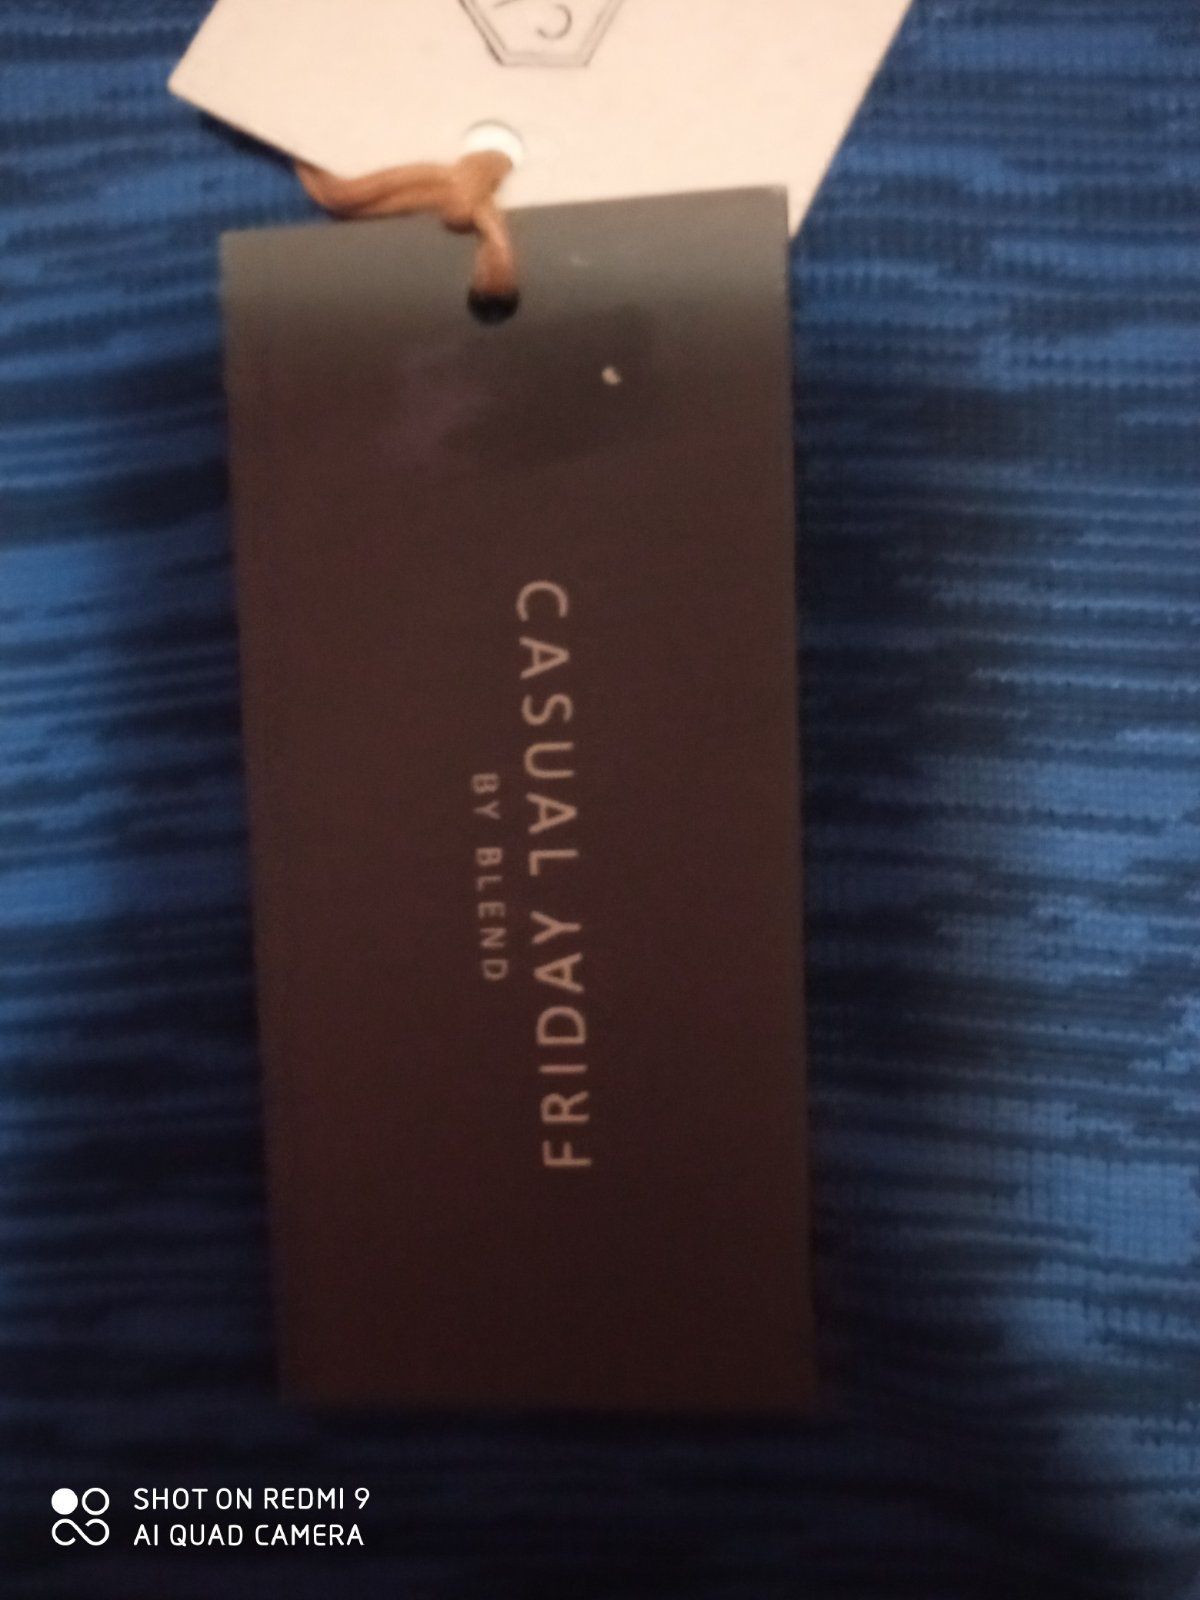 CASUAL FRIDAY
BY BLEND
SHOT ON REDMI 9
AI QUAD CAMERA